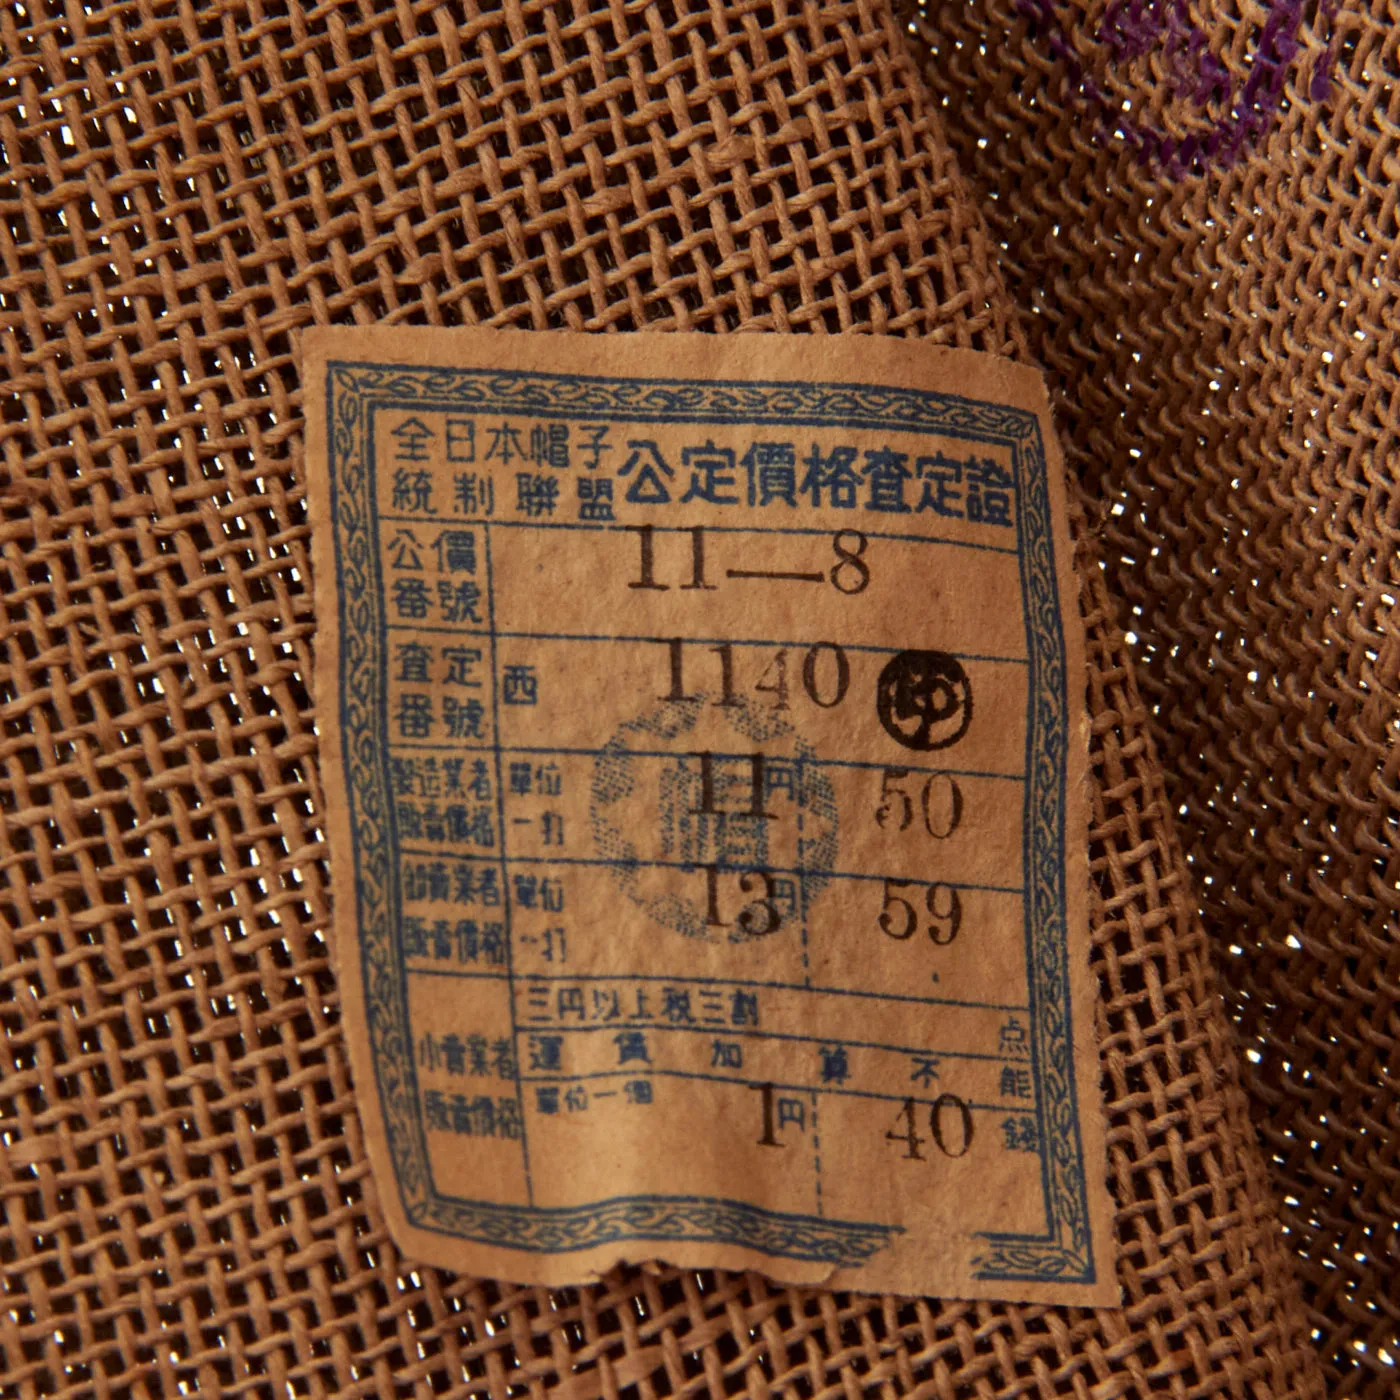 全日本帽子
統制聯盟
公定價格査定證
公價番號 11—8
査定番號 西 1140
製造業者販賣價格 單位一打 11円 50
卸賣業者販賣價格 單位一打 13円 59
三円以上税三割
小賣業者販賣價格 運賃加算不能
單位一個 1円 40 錢